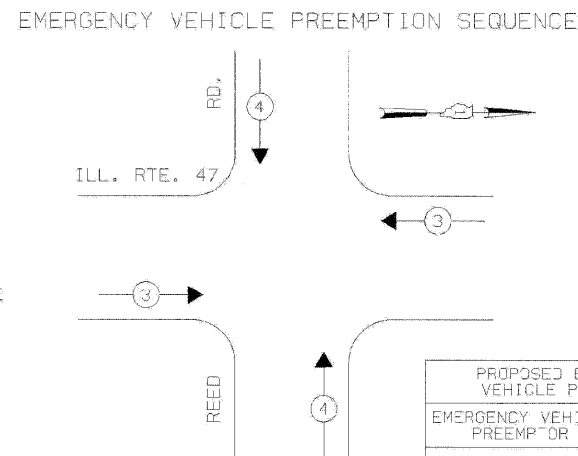 EMERGENCY VEHICLE PREEMPTION SEQUENCE
RD.
4
ILL. RTE. 47
3
3
REED
4
PROPOSED E
VEHICLE P
EMERGENCY VEHI
PREEMPTOR